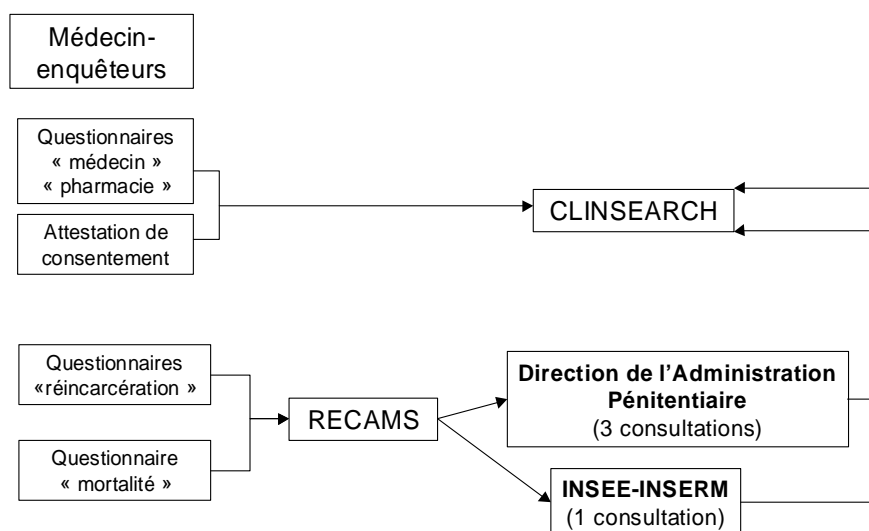 Médecin-
enquêteurs
Questionnaires
« médecin »
« pharmacie »
Attestation de
consentement
CLINSEARCH
Questionnaires
«réincarcération »
Questionnaire
« mortalité »
RECAMS
Direction de l’Administration
Pénitentiaire
(3 consultations)
INSEE-INSERM
(1 consultation)